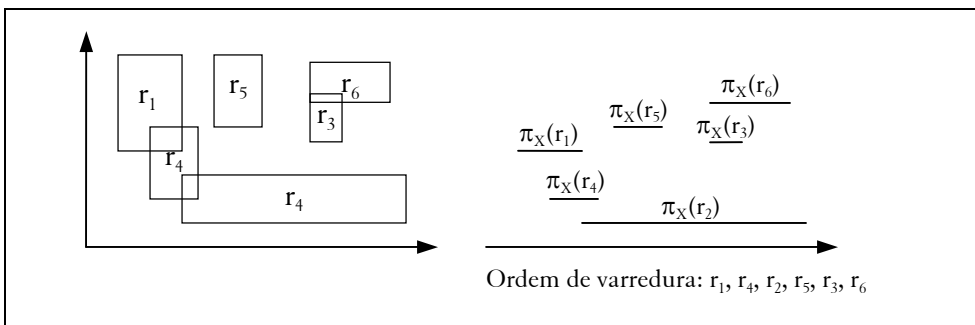 r₁
r₅
r₆
r₃
r₄
r₄
πX(r₆)
πX(r₅)
πX(r₃)
πX(r₁)
πX(r₄)
πX(r₂)
Ordem de varredura: r₁, r₄, r₂, r₅, r₃, r₆